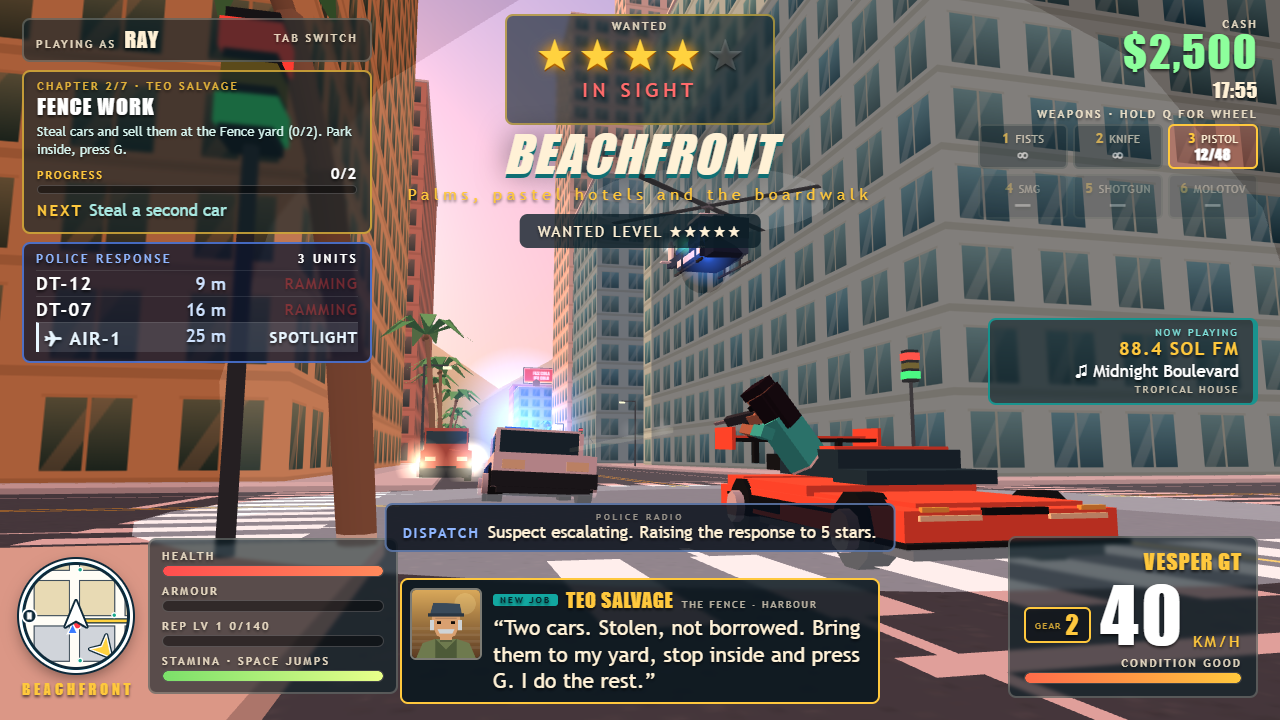 PLAYING AS RAY
TAB SWITCH
CHAPTER 2/7 · TEO SALVAGE
FENCE WORK
Steal cars and sell them at the Fence yard (0/2). Park
inside, press G.
PROGRESS 0/2
NEXT Steal a second car
POLICE RESPONSE 3 UNITS
DT-12 9 m RAMMING
DT-07 16 m RAMMING
AIR-1 25 m SPOTLIGHT
WANTED
IN SIGHT
BEACHFRONT
Palms, pastel hotels and the boardwalk
WANTED LEVEL ★★★★★
CASH
$2,500
17:55
WEAPONS · HOLD Q FOR WHEEL
1 FISTS ∞
2 KNIFE ∞
3 PISTOL 12/48
4 SMG —
5 SHOTGUN —
6 MOLOTOV —
NOW PLAYING
88.4 SOL FM
♫ Midnight Boulevard
TROPICAL HOUSE
POLICE RADIO
DISPATCH Suspect escalating. Raising the response to 5 stars.
NEW JOB TEO SALVAGE THE FENCE · HARBOUR
“Two cars. Stolen, not borrowed. Bring
them to my yard, stop inside and press
G. I do the rest.”
HEALTH
ARMOUR
REP LV 1 0/140
STAMINA · SPACE JUMPS
BEACHFRONT
VESPER GT
GEAR 2
40 KM/H
CONDITION GOOD